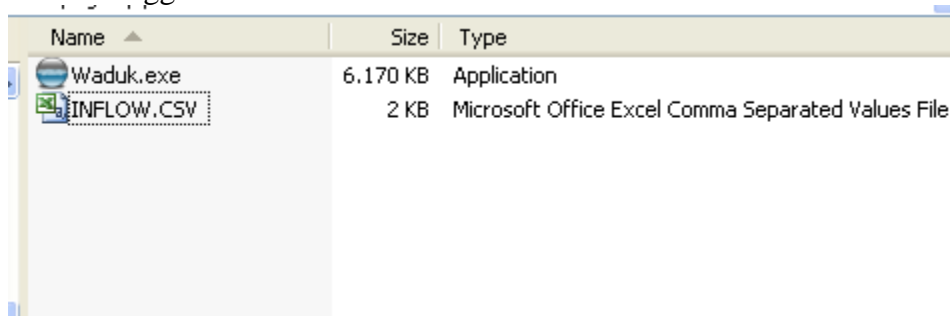 Name Size Type
Waduk.exe 6.170 KB Application
INFLOW.CSV 2 KB Microsoft Office Excel Comma Separated Values File